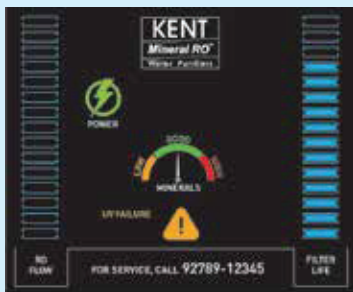 KENT
Mineral RO
Water Purifiers
POWER
LOW GOOD HIGH
MINERALS
UV FAILURE
RO FLOW
FOR SERVICE, CALL 92789-12345
FILTER LIFE